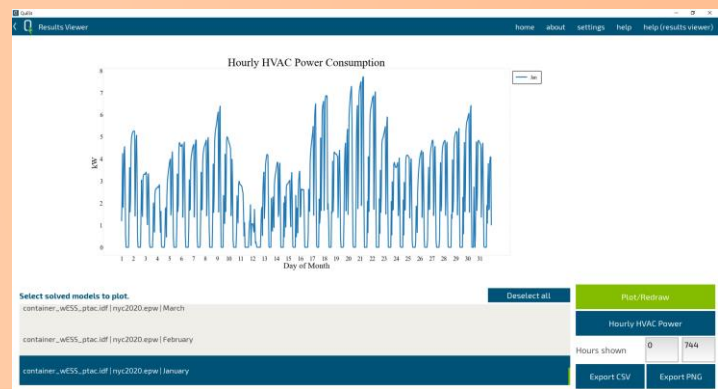 QuESt
Results Viewer
home about settings help help (results viewer)
Hourly HVAC Power Consumption
Jan
8
7
6
5
4
3
2
1
0
kW
1 2 3 4 5 6 7 8 9 10 11 12 13 14 15 16 17 18 19 20 21 22 23 24 25 26 27 28 29 30 31
Day of Month
Select solved models to plot.
Deselect all
Plot/Redraw
container_wESS_ptac.idf | nyc2020.epw | March
Hourly HVAC Power
container_wESS_ptac.idf | nyc2020.epw | February
Hours shown 0 744
container_wESS_ptac.idf | nyc2020.epw | January
Export CSV Export PNG